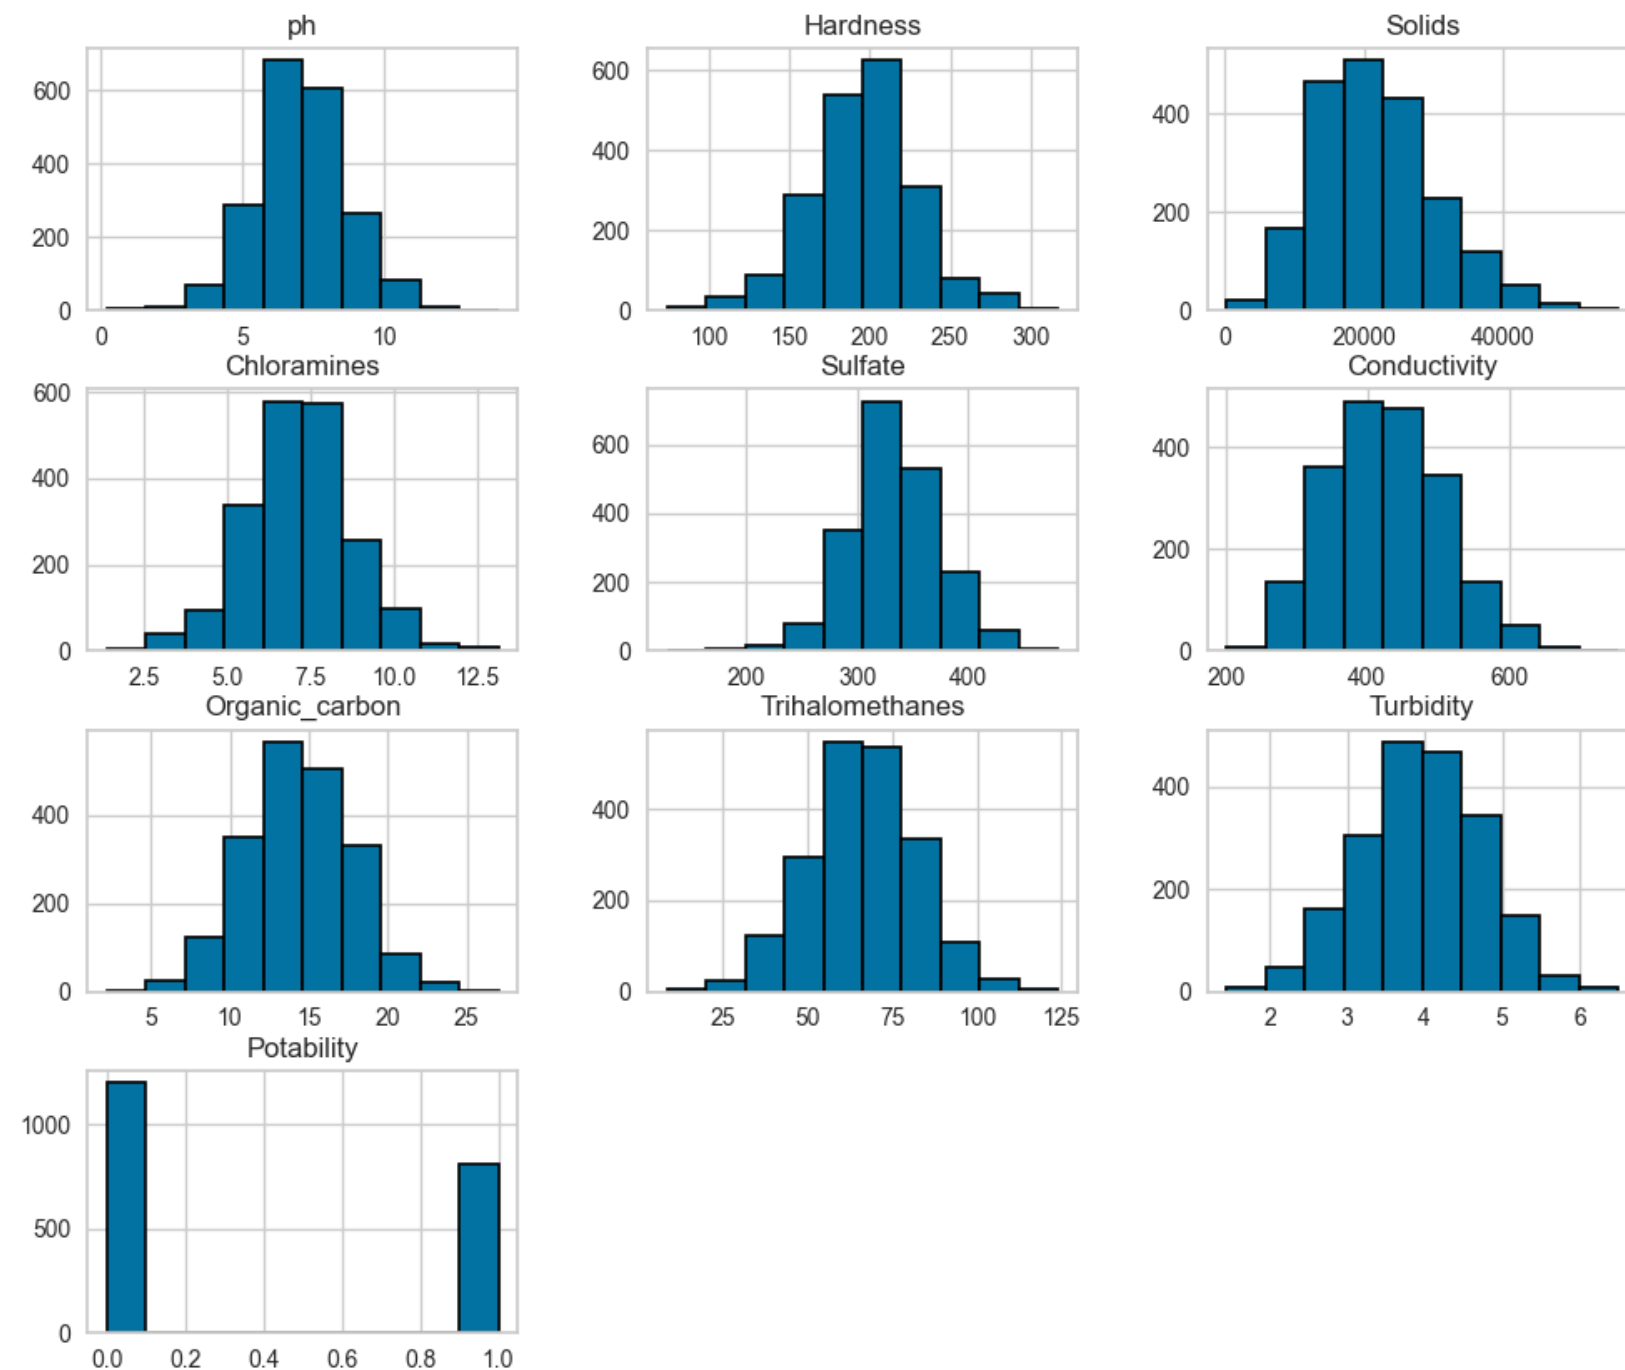 ph
600
400
200
0
0 5 10
Hardness
600
400
200
0
100 150 200 250 300
Solids
400
200
0
0 20000 40000
Chloramines
600
400
200
0
2.5 5.0 7.5 10.0 12.5
Sulfate
600
400
200
0
200 300 400
Conductivity
400
200
0
200 400 600
Organic_carbon
400
200
0
5 10 15 20 25
Trihalomethanes
400
200
0
25 50 75 100 125
Turbidity
400
200
0
2 3 4 5 6
Potability
1000
500
0
0.0 0.2 0.4 0.6 0.8 1.0